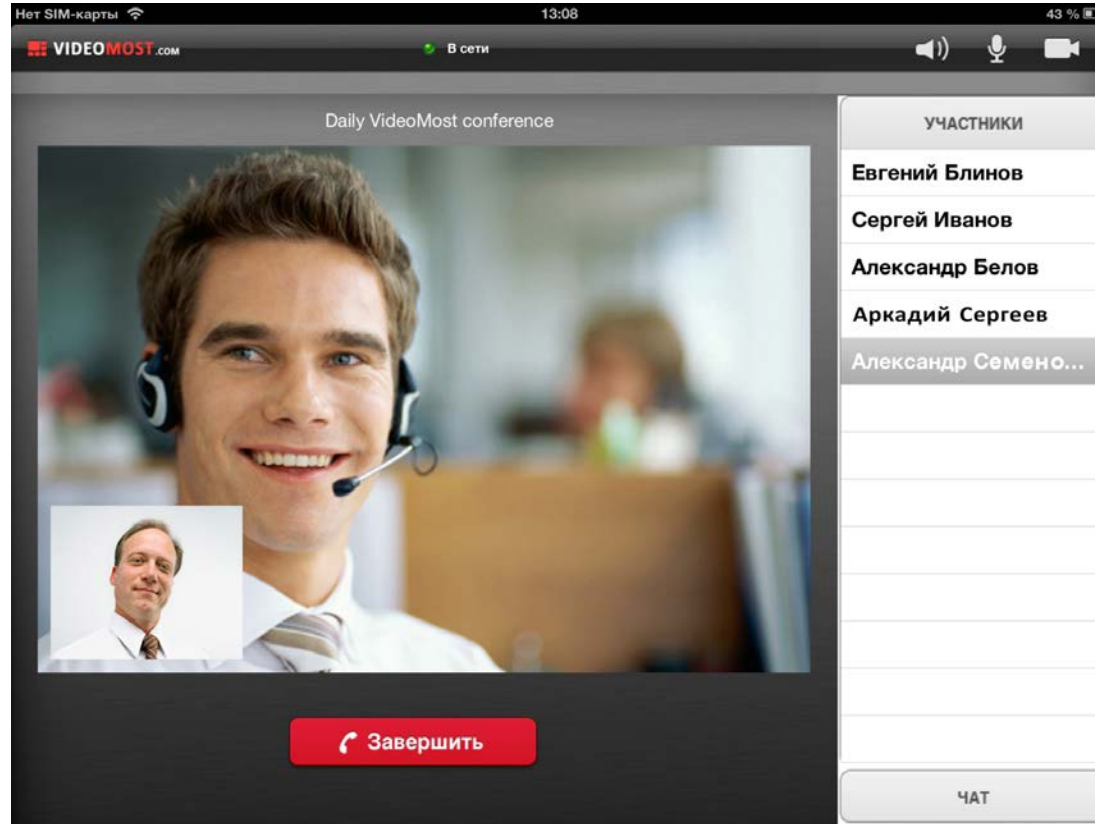 Нет SIM-карты 13:08 43 %
VIDEOMOST.COM В сети
Daily VideoMost conference
УЧАСТНИКИ
Евгений Блинов
Сергей Иванов
Александр Белов
Аркадий Сергеев
Александр Семено...
Завершить
ЧАТ